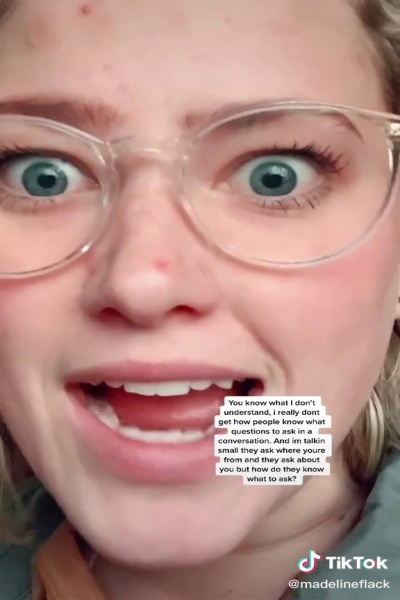 You know what I don't
understand, i really dont
get how people know what
questions to ask in a
conversation. And im talkin
small they ask where youre
from and they ask about
you but how do they know
what to ask?
TikTok
@madelineflack